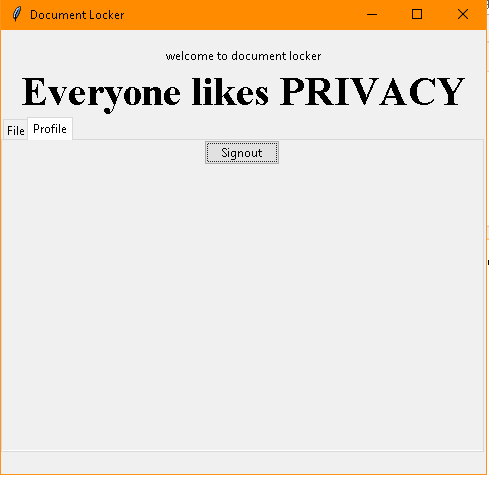 Document Locker
welcome to document locker
Everyone likes PRIVACY
File Profile
Signout